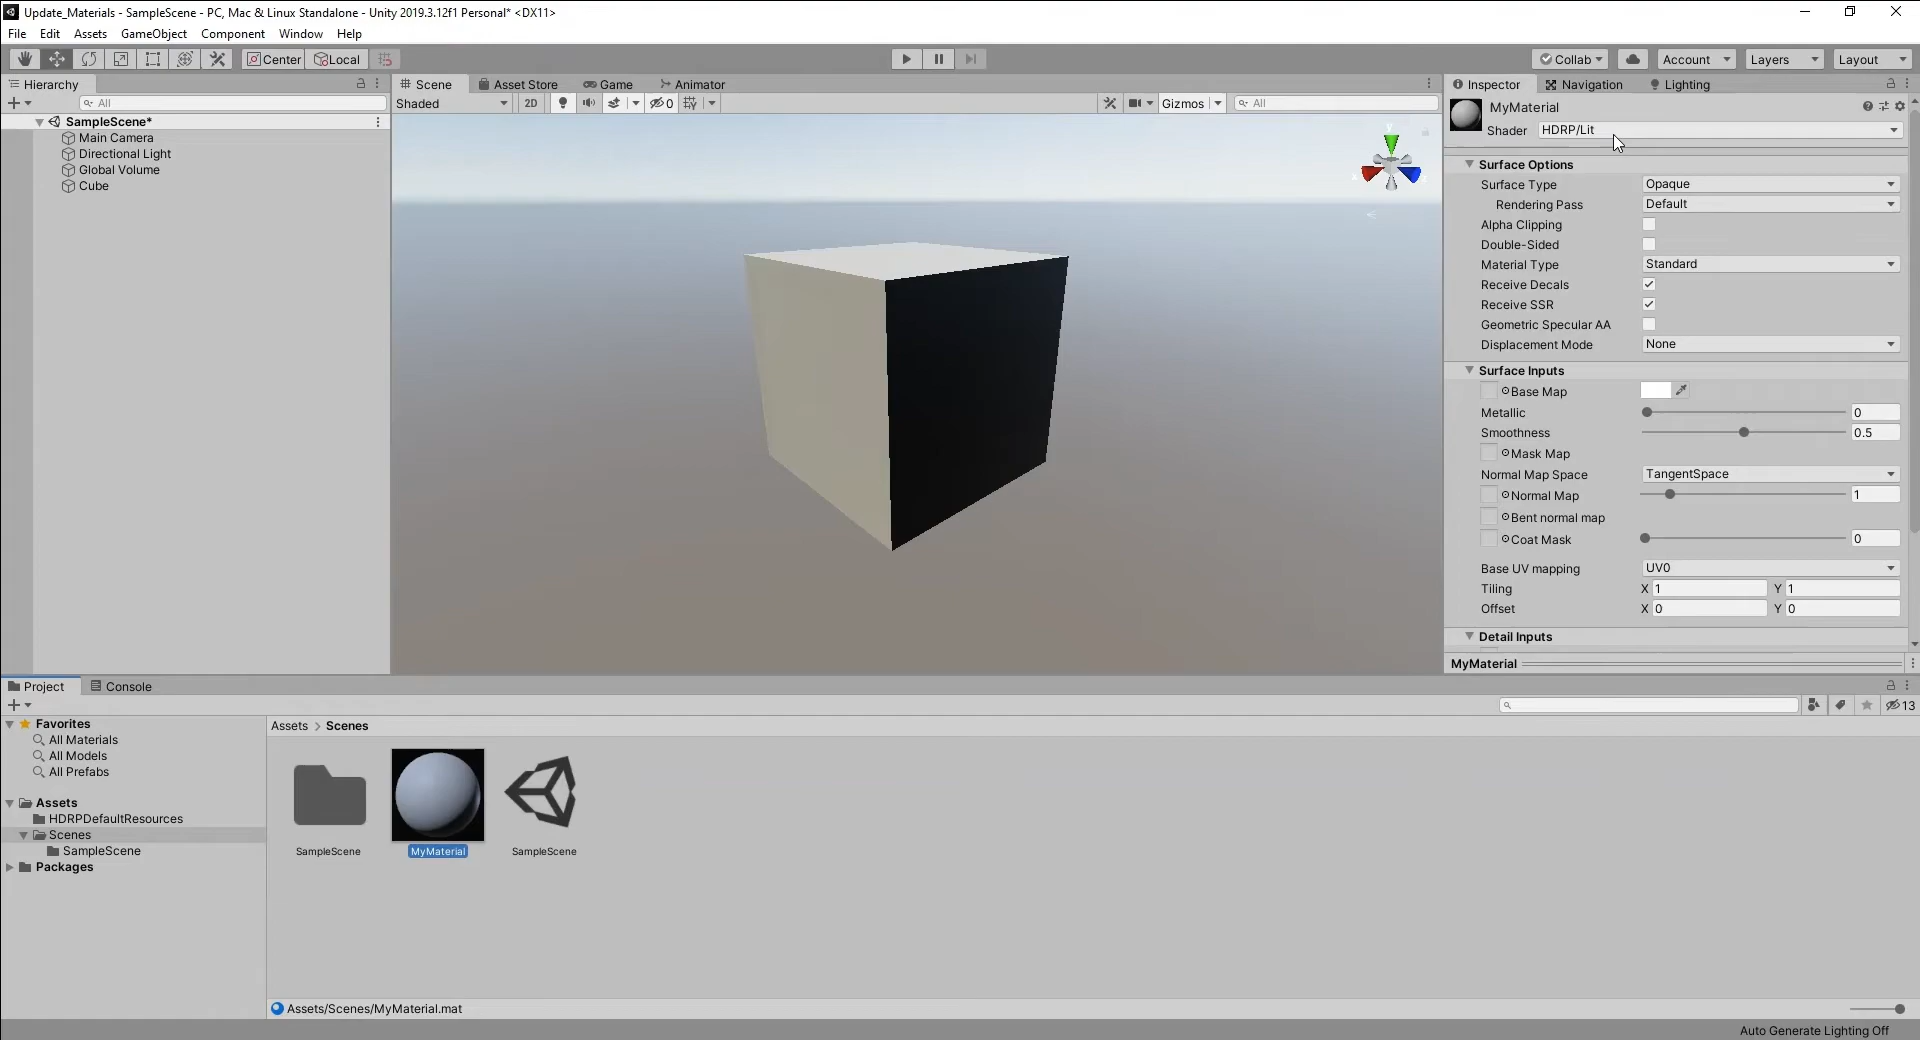 Update_Materials - SampleScene - PC, Mac & Linux Standalone - Unity 2019.3.12f1 Personal* <DX11>
File Edit Assets GameObject Component Window Help
Center Local Collab Account Layers Layout
Hierarchy
All
SampleScene*
Main Camera
Directional Light
Global Volume
Cube
Scene Asset Store Game Animator
Shaded 2D 0 Gizmos All
y
Inspector Navigation Lighting
MyMaterial
Shader HDRP/Lit
Surface Options
Surface Type Opaque
Rendering Pass Default
Alpha Clipping
Double-Sided
Material Type Standard
Receive Decals
Receive SSR
Geometric Specular AA
Displacement Mode None
Surface Inputs
Base Map
Metallic 0
Smoothness 0.5
Mask Map
Normal Map Space TangentSpace
Normal Map 1
Bent normal map
Coat Mask 0
Base UV mapping UV0
Tiling X 1 Y 1
Offset X 0 Y 0
Detail Inputs
MyMaterial
Project Console
13
Favorites
All Materials
All Models
All Prefabs
Assets
HDRPDefaultResources
Scenes
SampleScene
Packages
Assets > Scenes
SampleScene MyMaterial SampleScene
Assets/Scenes/MyMaterial.mat
Auto Generate Lighting Off